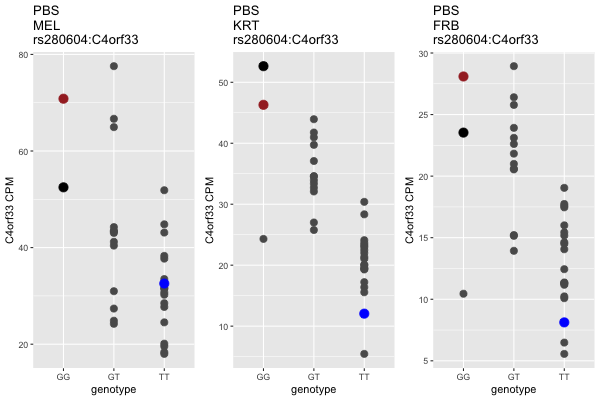 PBS
MEL
rs280604:C4orf33
C4orf33 CPM
80
60
40
20
GG GT TT
genotype
PBS
KRT
rs280604:C4orf33
C4orf33 CPM
50
40
30
20
10
GG GT TT
genotype
PBS
FRB
rs280604:C4orf33
C4orf33 CPM
30
25
20
15
10
5
GG GT TT
genotype